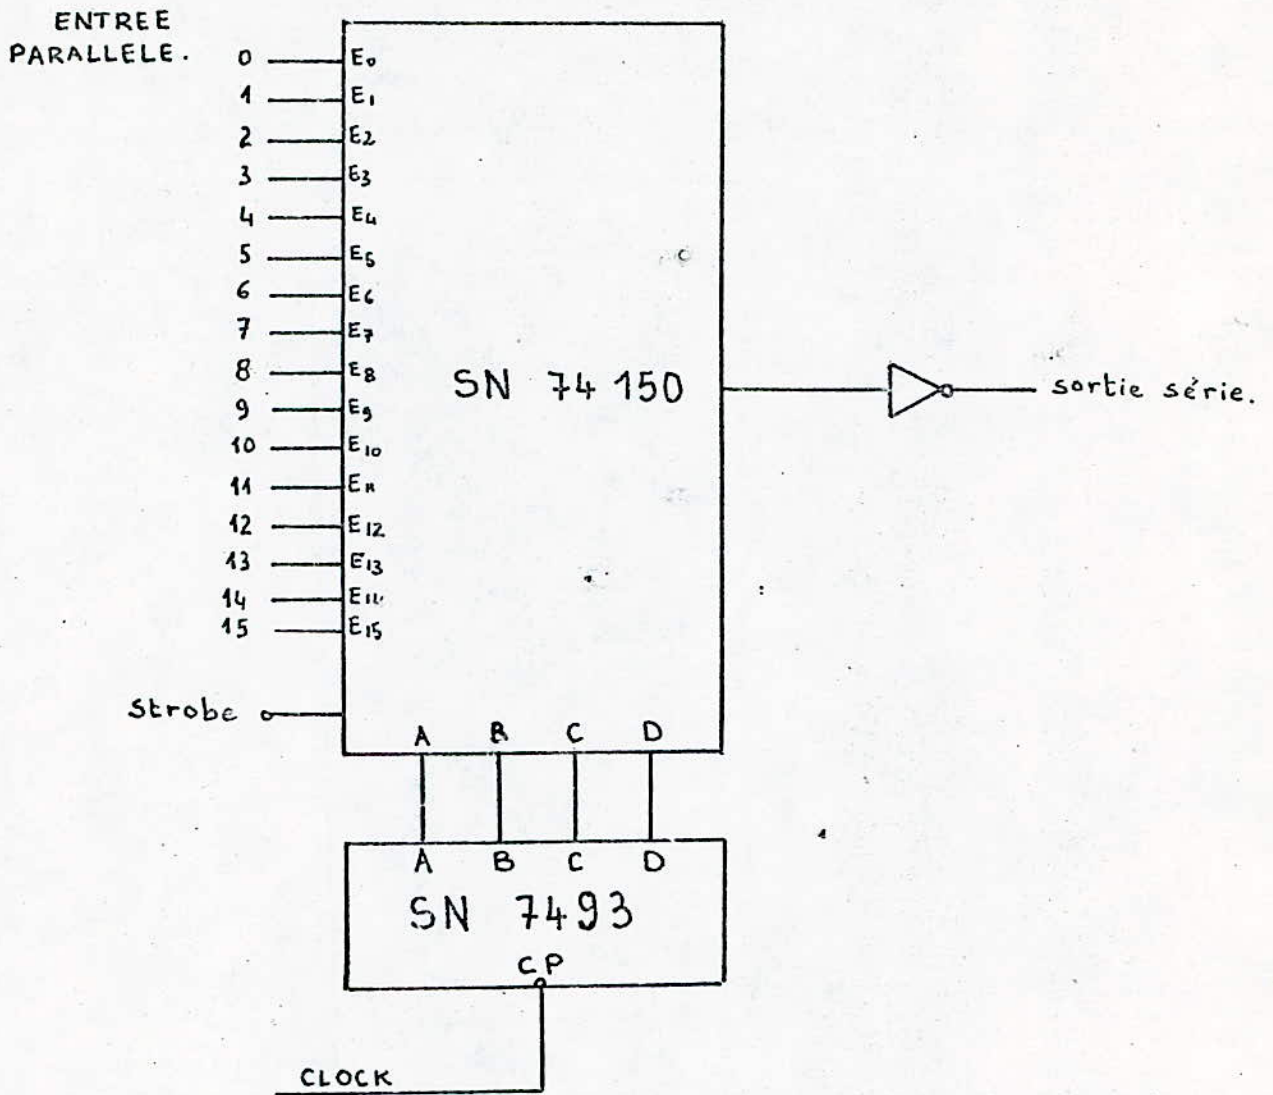 ENTREE
PARALLELE.
0 E0
1 E1
2 E2
3 E3
4 E4
5 E5
6 E6
7 E7
8 E8
9 E9
10 E10
11 E11
12 E12
13 E13
14 E14
15 E15
SN 74 150
sortie série.
strobe
A B C D
A B C D
SN 7493
CP
CLOCK